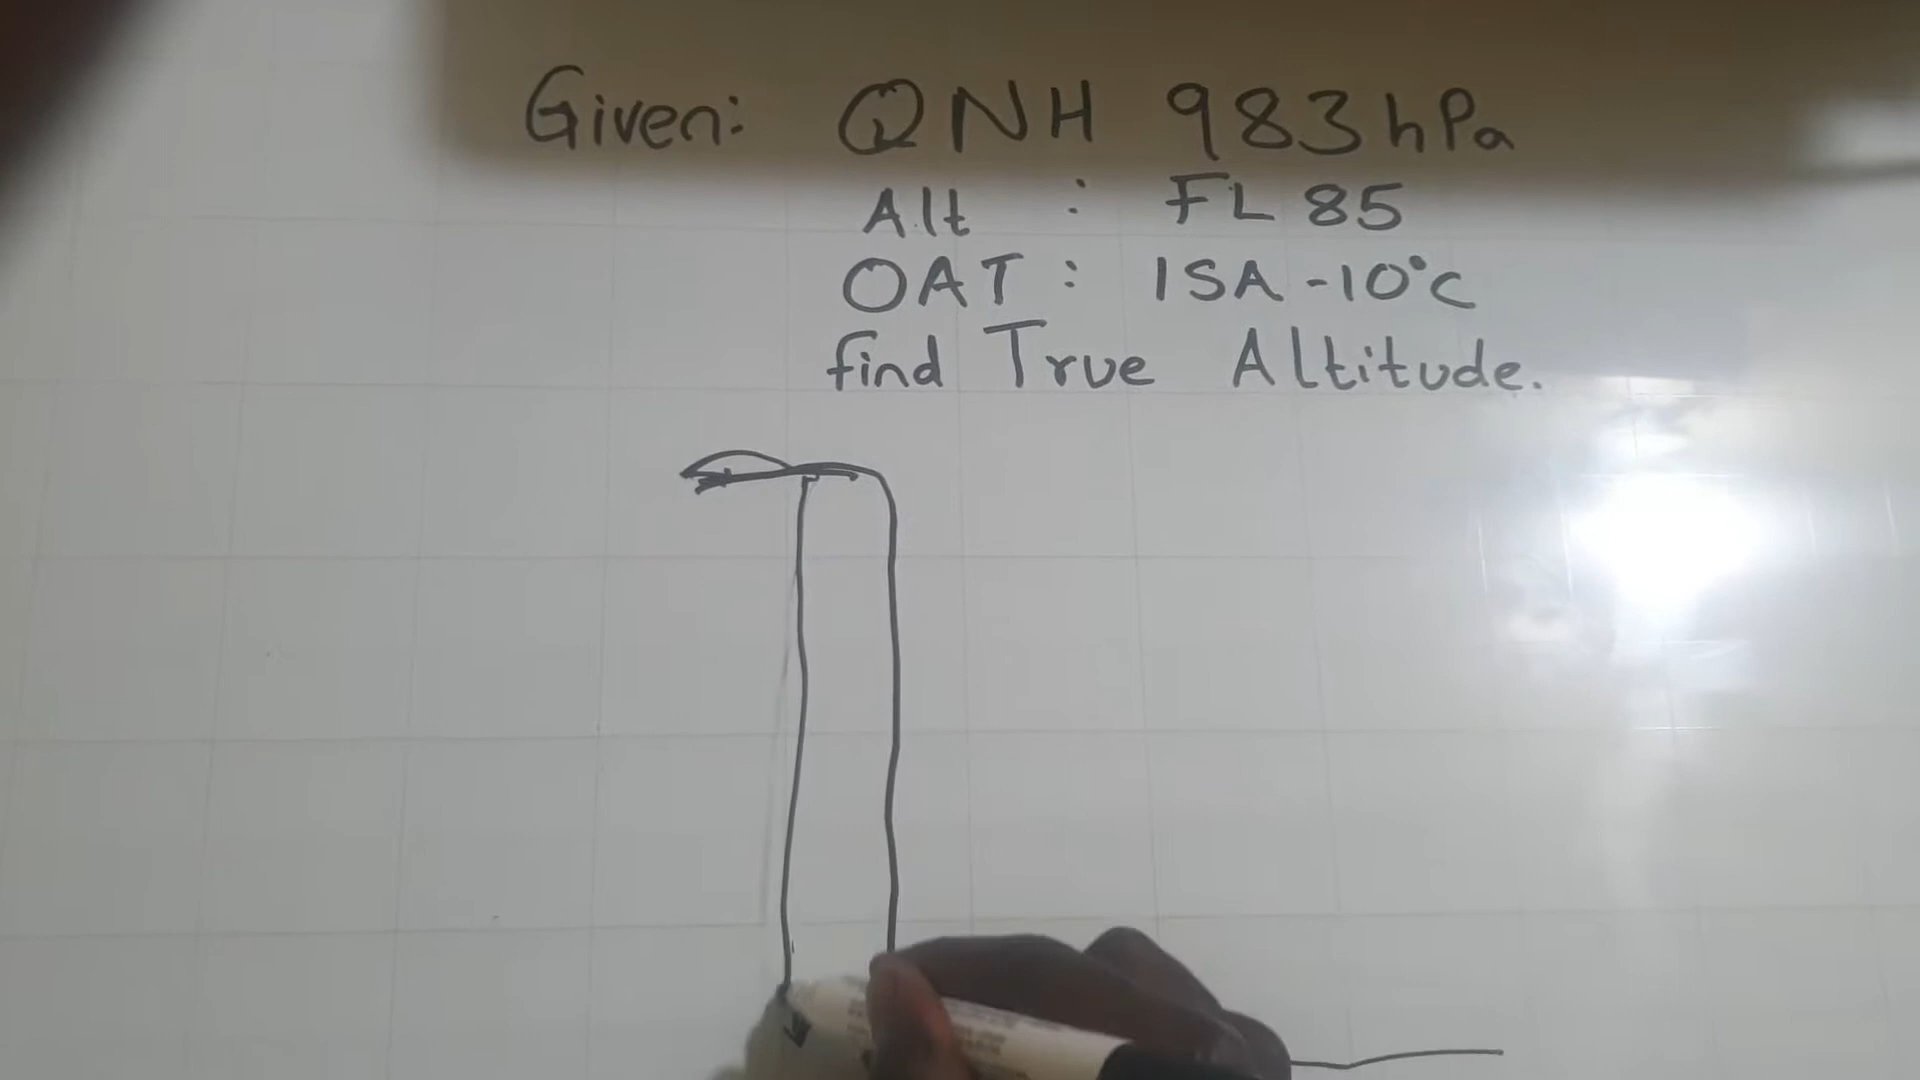 Given: QNH 983hPa
Alt : FL 85
OAT : ISA -10°C
find True Altitude.